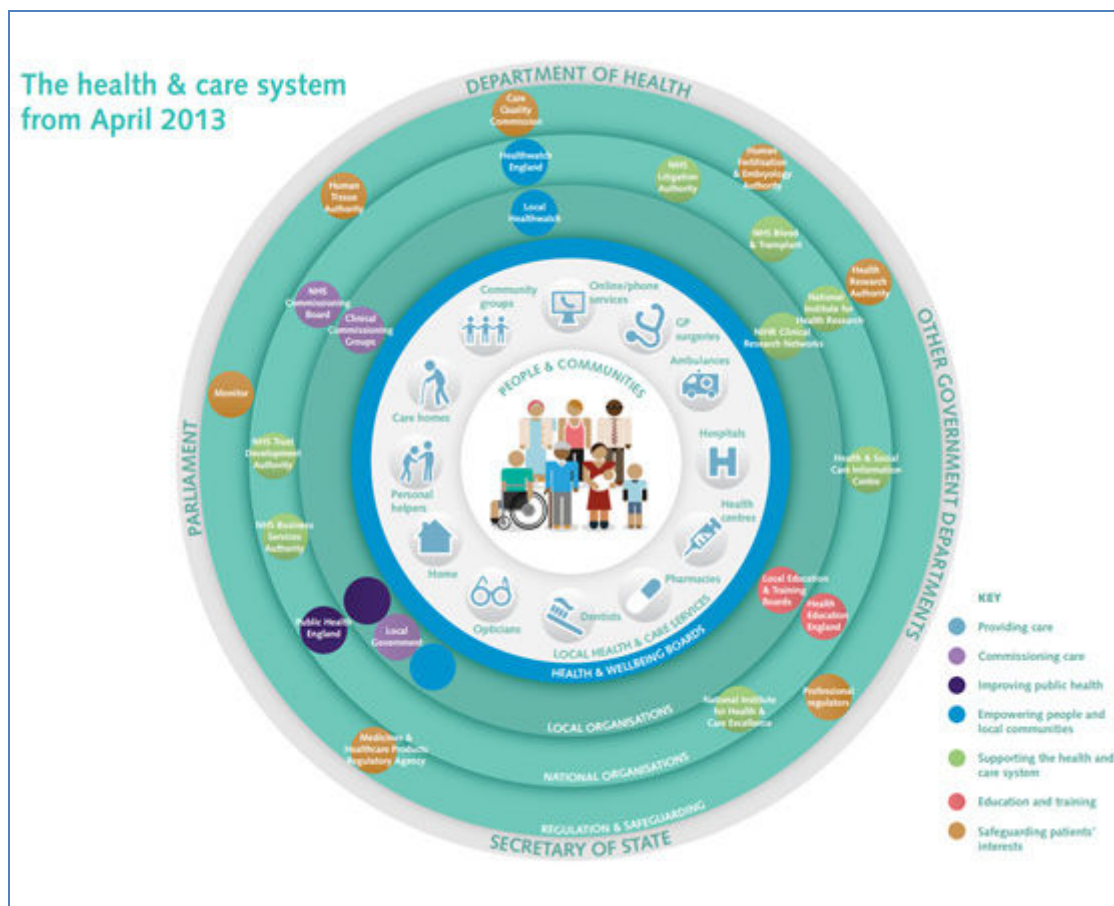 The health & care system
from April 2013
DEPARTMENT OF HEALTH
OTHER GOVERNMENT DEPARTMENTS
PARLIAMENT
SECRETARY OF STATE
Care
Quality
Commission
Healthwatch
England
Local
Healthwatch
Human
Tissue
Authority
NHS
Litigation
Authority
Human
Fertilisation
& Embryology
Authority
NHS Blood
& Transplant
Health
Research
Authority
National
Institute for
Health Research
NIHR Clinical
Research Networks
NHS
Commissioning
Board
Clinical
Commissioning
Groups
Monitor
NHS Trust
Development
Authority
NHS Business
Services
Authority
Public Health
England
Local
Government
Medicines &
Healthcare Products
Regulatory Agency
Health & Social
Care Information
Centre
Local Education
& Training
Boards
Health
Education
England
Professional
regulators
National Institute
for Health &
Care Excellence
Community
groups
Online/phone
services
GP
surgeries
Ambulances
Hospitals
Health
centres
Pharmacies
Dentists
Opticians
Home
Personal
helpers
Care homes
PEOPLE & COMMUNITIES
LOCAL HEALTH & CARE SERVICES
HEALTH & WELLBEING BOARDS
LOCAL ORGANISATIONS
NATIONAL ORGANISATIONS
REGULATION & SAFEGUARDING
KEY
Providing care
Commissioning care
Improving public health
Empowering people and
local communities
Supporting the health and
care system
Education and training
Safeguarding patients'
interests